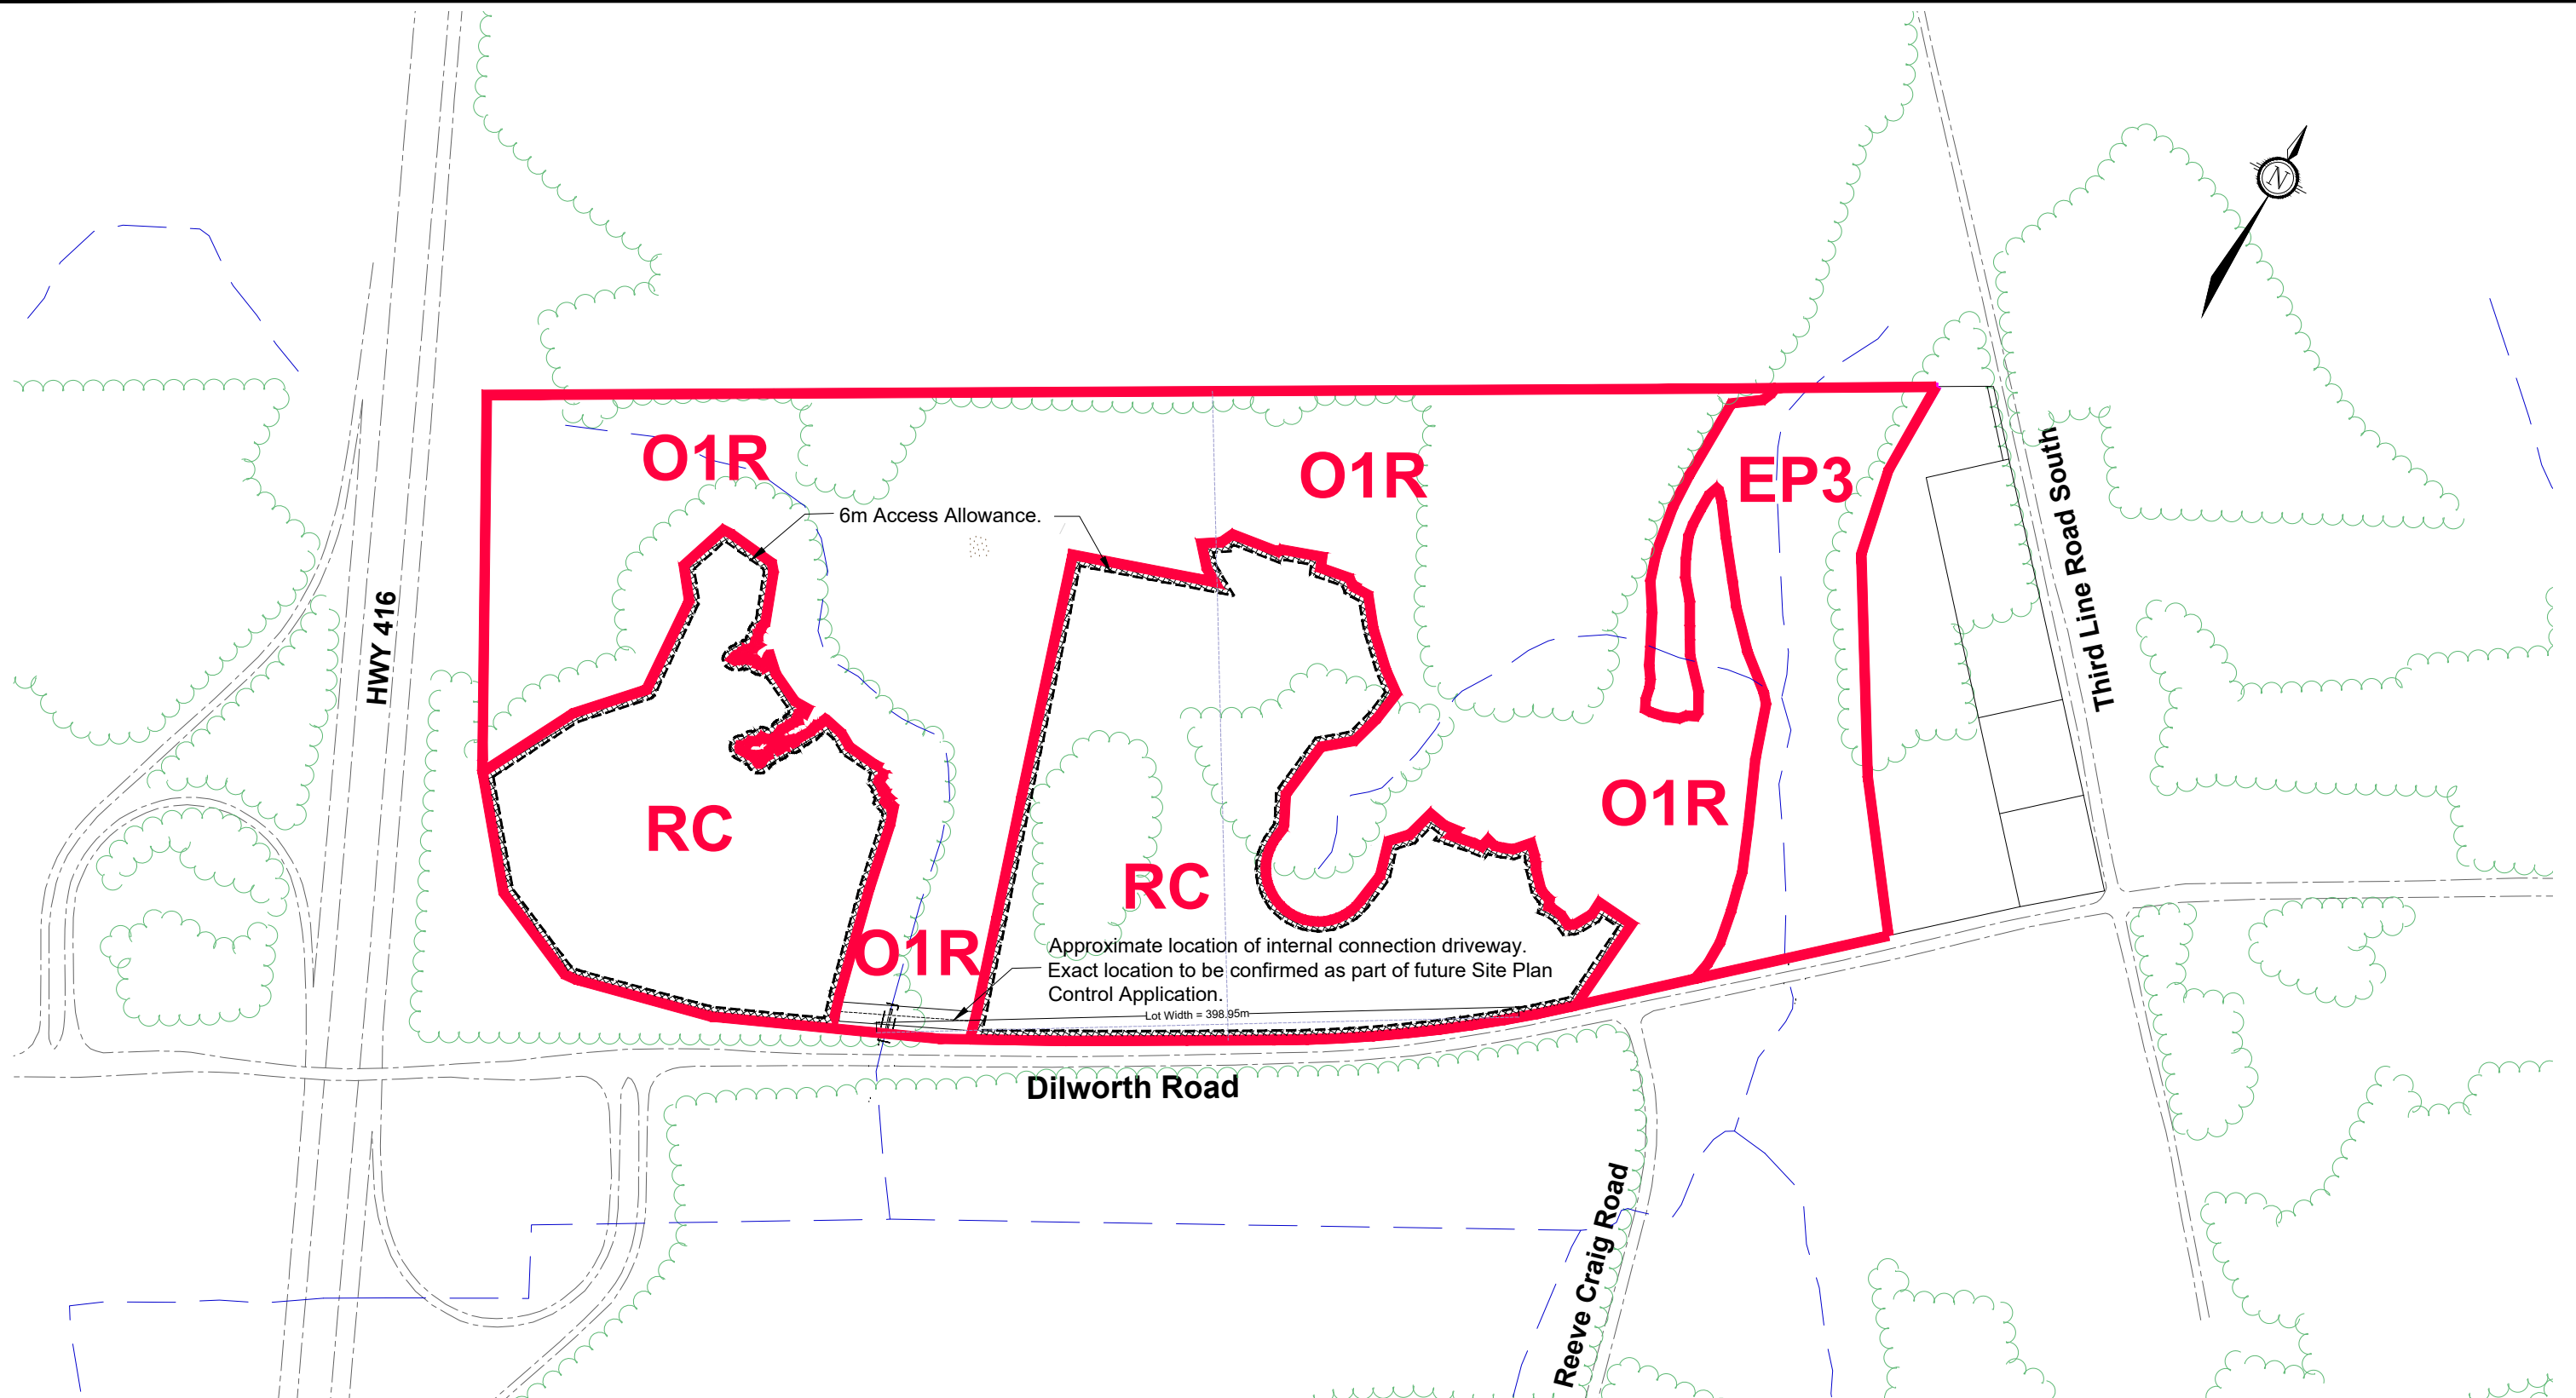 N
O1R
O1R
EP3
6m Access Allowance.
HWY 416
Third Line Road South
RC
O1R
RC
O1R
Approximate location of internal connection driveway.
Exact location to be confirmed as part of future Site Plan
Control Application.
Lot Width = 398.95m
Dilworth Road
Reeve Craig Road